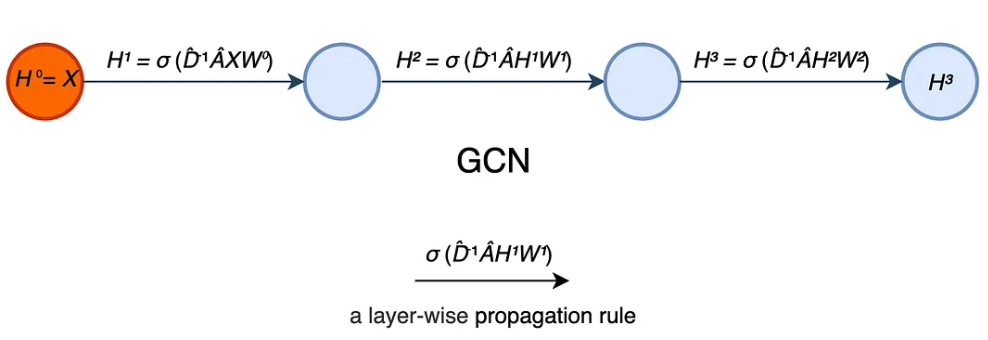 H⁰= X
H¹ = σ (D̂⁻¹ÂXW⁰)
H² = σ (D̂⁻¹ÂH¹W¹)
H³ = σ (D̂⁻¹ÂH²W²)
H³
GCN
σ (D̂⁻¹ÂH¹W¹)
a layer-wise propagation rule